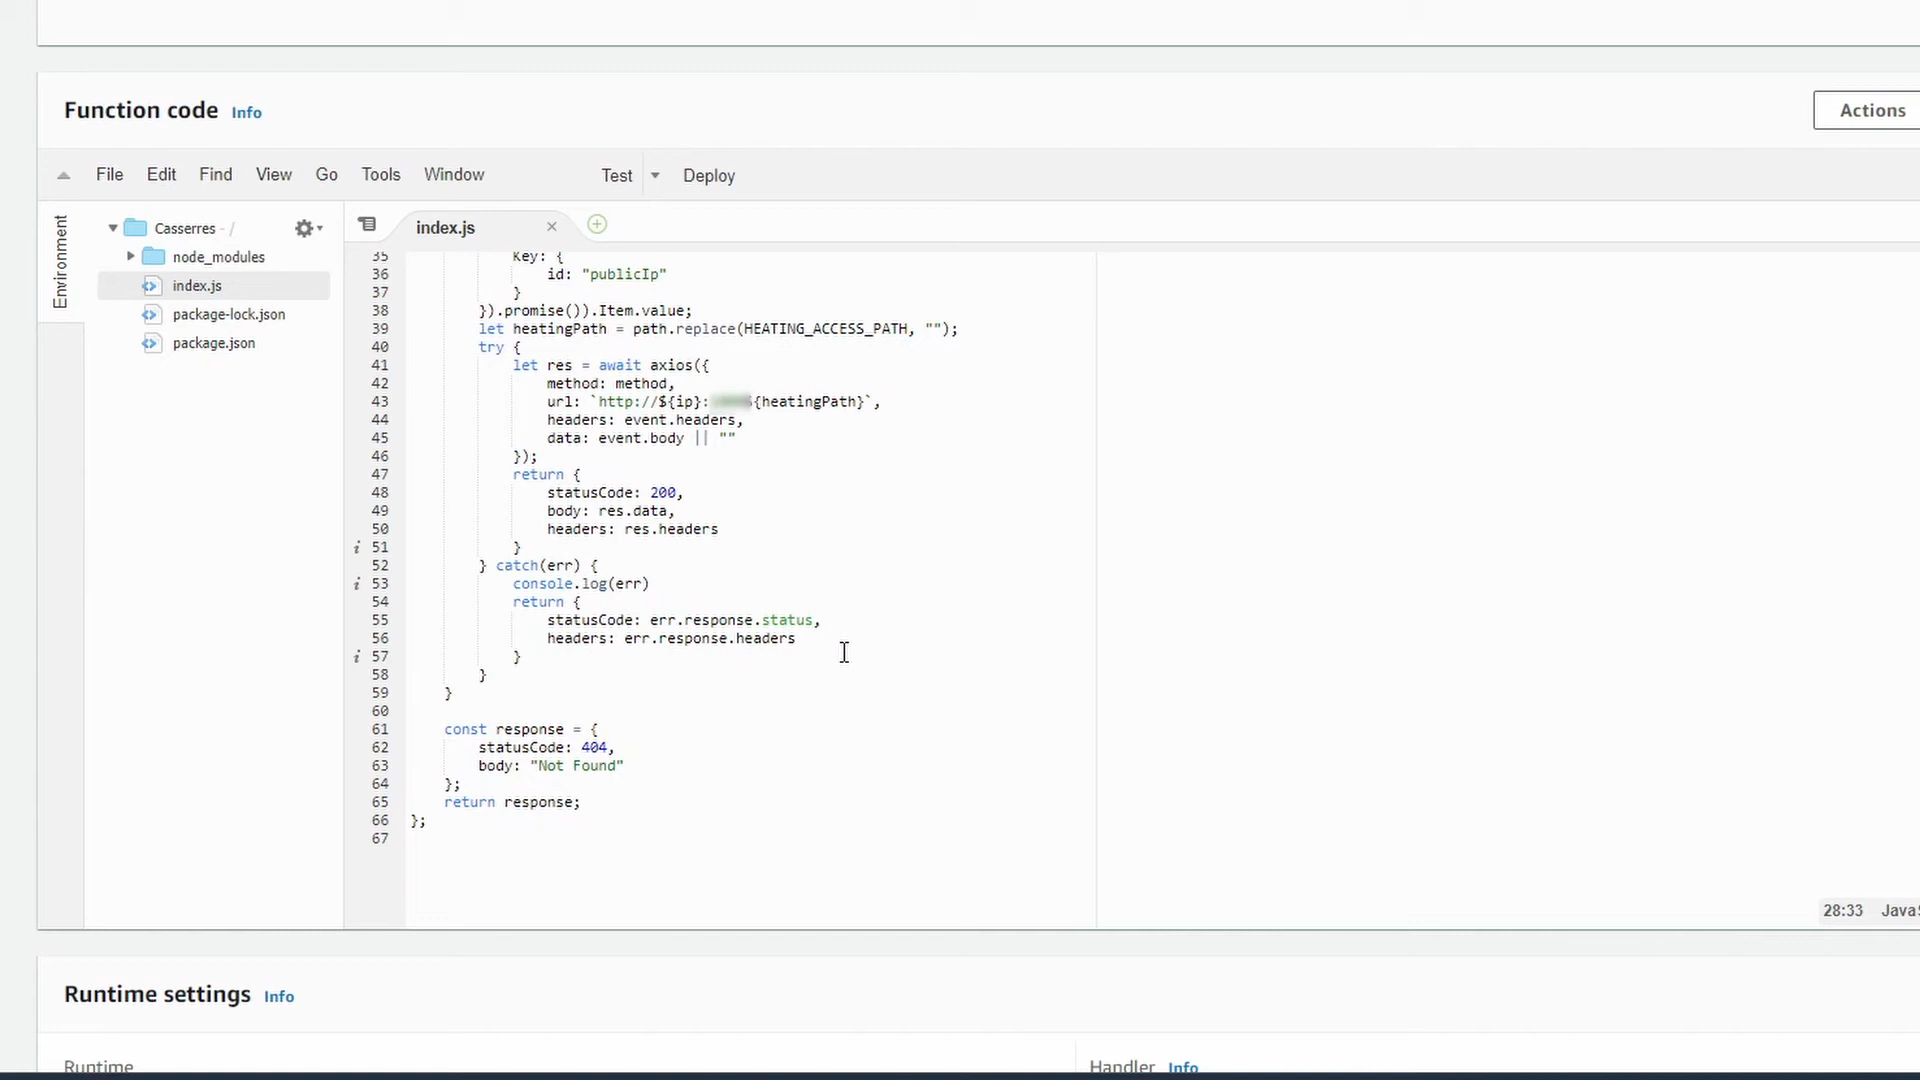 Function code Info
Actions
File Edit Find View Go Tools Window Test Deploy
Environment
Casserres - /
node_modules
index.js
package-lock.json
package.json
index.js
35 Key: {
36 id: "publicIp"
37 }
38 }).promise()).Item.value;
39 let heatingPath = path.replace(HEATING_ACCESS_PATH, "");
40 try {
41 let res = await axios({
42 method: method,
43 url: `http://${ip}: {heatingPath}`,
44 headers: event.headers,
45 data: event.body || ""
46 });
47 return {
48 statusCode: 200,
49 body: res.data,
50 headers: res.headers
i 51 }
52 } catch(err) {
i 53 console.log(err)
54 return {
55 statusCode: err.response.status,
56 headers: err.response.headers
i 57 }
58 }
59 }
60
61 const response = {
62 statusCode: 404,
63 body: "Not Found"
64 };
65 return response;
66 };
67
28:33
Runtime settings Info
Runtime
Handler Info